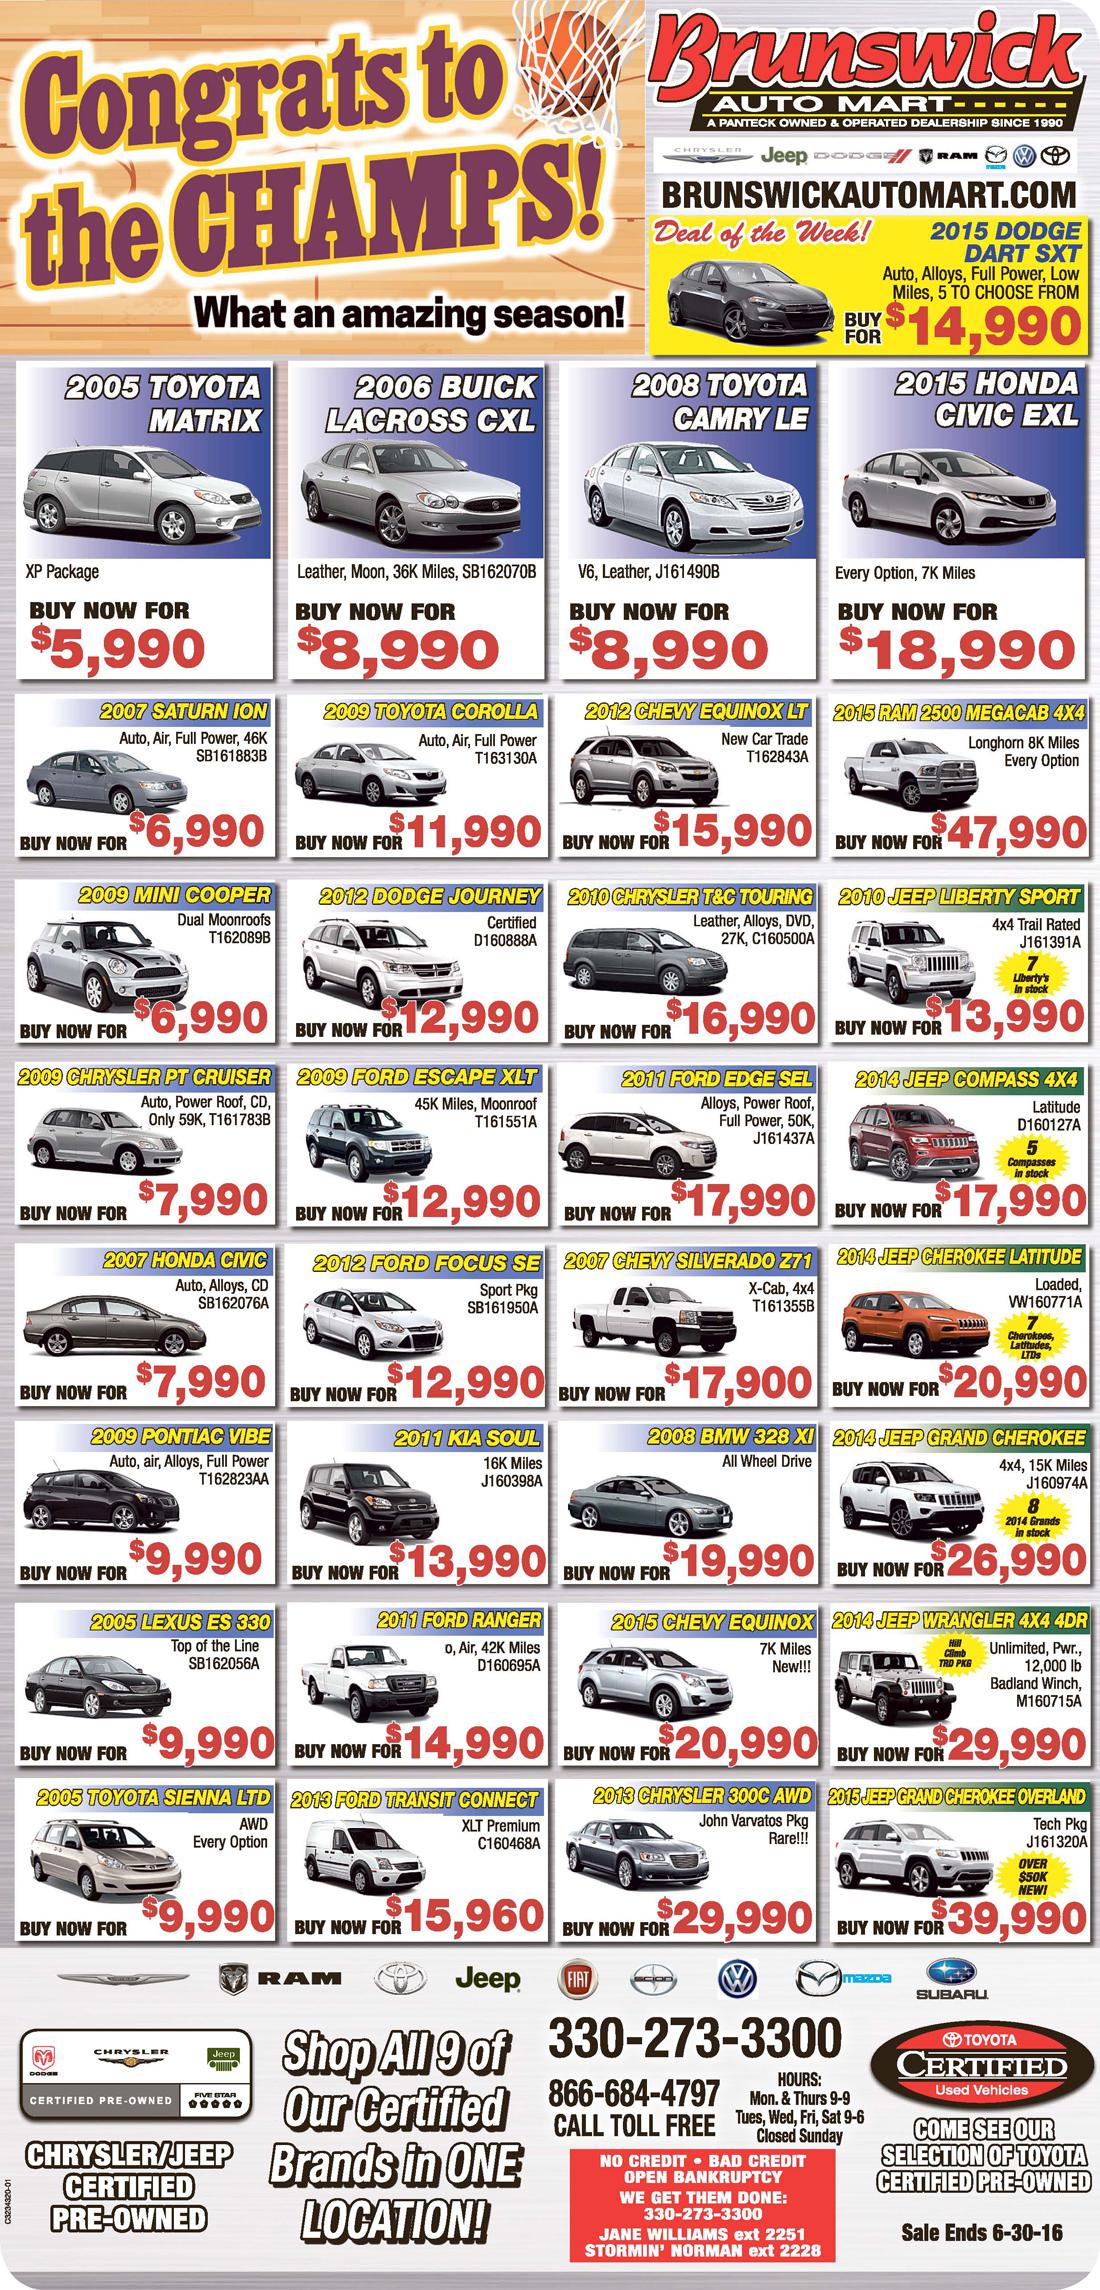 Congrats to
the CHAMPS!
What an amazing season!
Brunswick
AUTO MART
A PANTECK OWNED & OPERATED DEALERSHIP SINCE 1990
CHRYSLER Jeep DODGE RAM mazda
BRUNSWICKAUTOMART.COM
Deal of the Week!
2015 DODGE
DART SXT
Auto, Alloys, Full Power, Low
Miles, 5 TO CHOOSE FROM
BUY FOR $14,990
2005 TOYOTA
MATRIX
XP Package
BUY NOW FOR
$5,990
2006 BUICK
LACROSS CXL
Leather, Moon, 36K Miles, SB162070B
BUY NOW FOR
$8,990
2008 TOYOTA
CAMRY LE
V6, Leather, J161490B
BUY NOW FOR
$8,990
2015 HONDA
CIVIC EXL
Every Option, 7K Miles
BUY NOW FOR
$18,990
2007 SATURN ION
Auto, Air, Full Power, 46K
SB161883B
BUY NOW FOR $6,990
2009 TOYOTA COROLLA
Auto, Air, Full Power
T163130A
BUY NOW FOR $11,990
2012 CHEVY EQUINOX LT
New Car Trade
T162843A
BUY NOW FOR $15,990
2015 RAM 2500 MEGACAB 4X4
Longhorn 8K Miles
Every Option
BUY NOW FOR $47,990
2009 MINI COOPER
Dual Moonroofs
T162089B
BUY NOW FOR $6,990
2012 DODGE JOURNEY
Certified
D160888A
BUY NOW FOR $12,990
2010 CHRYSLER T&C TOURING
Leather, Alloys, DVD,
27K, C160500A
BUY NOW FOR $16,990
2010 JEEP LIBERTY SPORT
4x4 Trail Rated
J161391A
7
Liberty's
in stock
BUY NOW FOR $13,990
2009 CHRYSLER PT CRUISER
Auto, Power Roof, CD,
Only 59K, T161783B
BUY NOW FOR $7,990
2009 FORD ESCAPE XLT
45K Miles, Moonroof
T161551A
BUY NOW FOR $12,990
2011 FORD EDGE SEL
Alloys, Power Roof,
Full Power, 50K,
J161437A
BUY NOW FOR $17,990
2014 JEEP COMPASS 4X4
Latitude
D160127A
5
Compasses
in stock
BUY NOW FOR $17,990
2007 HONDA CIVIC
Auto, Alloys, CD
SB162076A
BUY NOW FOR $7,990
2012 FORD FOCUS SE
Sport Pkg
SB161950A
BUY NOW FOR $12,990
2007 CHEVY SILVERADO Z71
X-Cab, 4x4
T161355B
BUY NOW FOR $17,900
2014 JEEP CHEROKEE LATITUDE
Loaded,
VW160771A
7
Cherokees,
Latitudes,
LTDs
BUY NOW FOR $20,990
2009 PONTIAC VIBE
Auto, air, Alloys, Full Power
T162823AA
BUY NOW FOR $9,990
2011 KIA SOUL
16K Miles
J160398A
BUY NOW FOR $13,990
2008 BMW 328 XI
All Wheel Drive
BUY NOW FOR $19,990
2014 JEEP GRAND CHEROKEE
4x4, 15K Miles
J160974A
8
2014 Grands
in stock
BUY NOW FOR $26,990
2005 LEXUS ES 330
Top of the Line
SB162056A
BUY NOW FOR $9,990
2011 FORD RANGER
o, Air, 42K Miles
D160695A
BUY NOW FOR $14,990
2015 CHEVY EQUINOX
7K Miles
New!!!
BUY NOW FOR $20,990
2014 JEEP WRANGLER 4X4 4DR
Hill
Climb
TRD PKG
Unlimited, Pwr.,
12,000 lb
Badland Winch,
M160715A
BUY NOW FOR $29,990
2005 TOYOTA SIENNA LTD
AWD
Every Option
BUY NOW FOR $9,990
2013 FORD TRANSIT CONNECT
XLT Premium
C160468A
BUY NOW FOR $15,960
2013 CHRYSLER 300C AWD
John Varvatos Pkg
Rare!!!
BUY NOW FOR $29,990
2015 JEEP GRAND CHEROKEE OVERLAND
Tech Pkg
J161320A
OVER
$50K
NEW!
BUY NOW FOR $39,990
RAM Jeep FIAT SCION mazda SUBARU
DODGE CHRYSLER Jeep
CERTIFIED PRE-OWNED FIVE STAR
CHRYSLER/JEEP
CERTIFIED
PRE-OWNED
Shop All 9 of
Our Certified
Brands in ONE
LOCATION!
330-273-3300
866-684-4797
CALL TOLL FREE
HOURS:
Mon. & Thurs 9-9
Tues, Wed, Fri, Sat 9-6
Closed Sunday
NO CREDIT • BAD CREDIT
OPEN BANKRUPTCY
WE GET THEM DONE:
330-273-3300
JANE WILLIAMS ext 2251
STORMIN' NORMAN ext 2228
TOYOTA
CERTIFIED
Used Vehicles
COME SEE OUR
SELECTION OF TOYOTA
CERTIFIED PRE-OWNED
Sale Ends 6-30-16
C3234320-01